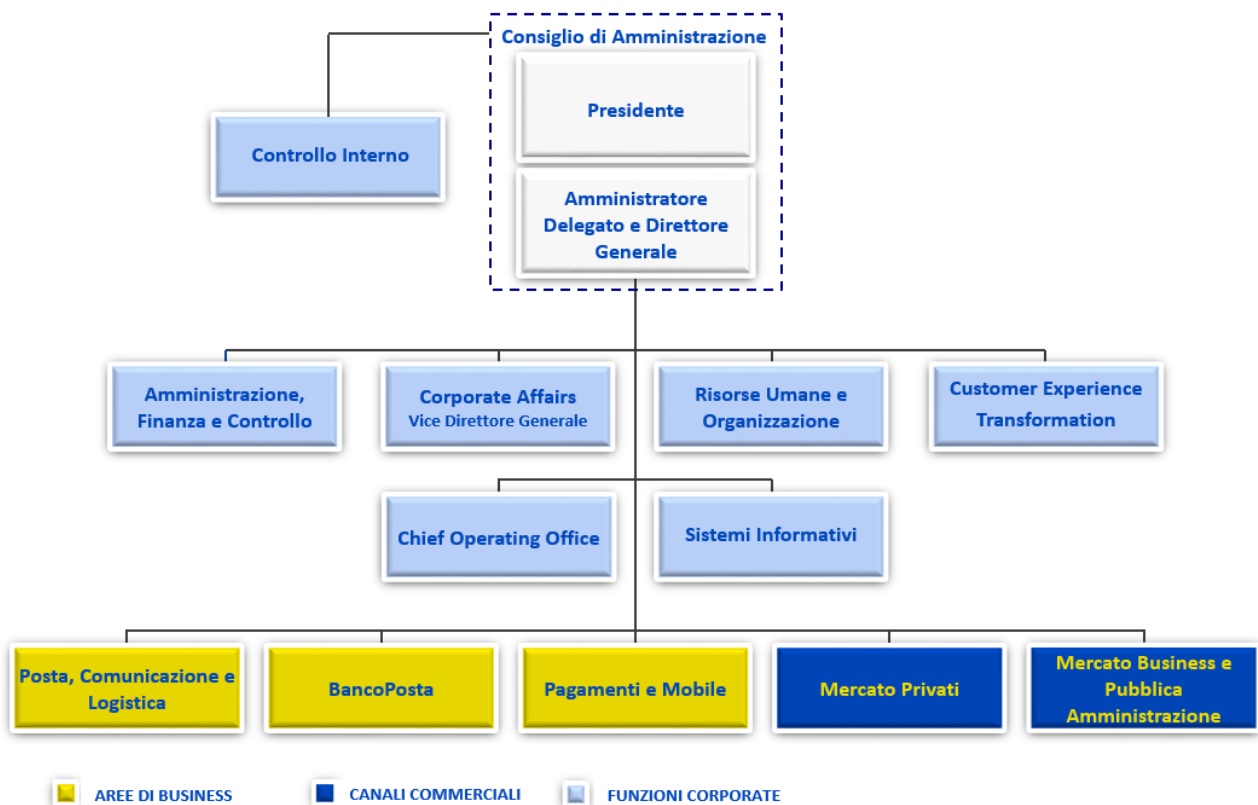 Consiglio di Amministrazione
Presidente
Controllo Interno
Amministratore
Delegato e Direttore
Generale
Amministrazione,
Finanza e Controllo
Corporate Affairs
Vice Direttore Generale
Risorse Umane e
Organizzazione
Customer Experience
Transformation
Chief Operating Office
Sistemi Informativi
Posta, Comunicazione e
Logistica
BancoPosta
Pagamenti e Mobile
Mercato Privati
Mercato Business e
Pubblica
Amministrazione
AREE DI BUSINESS
CANALI COMMERCIALI
FUNZIONI CORPORATE